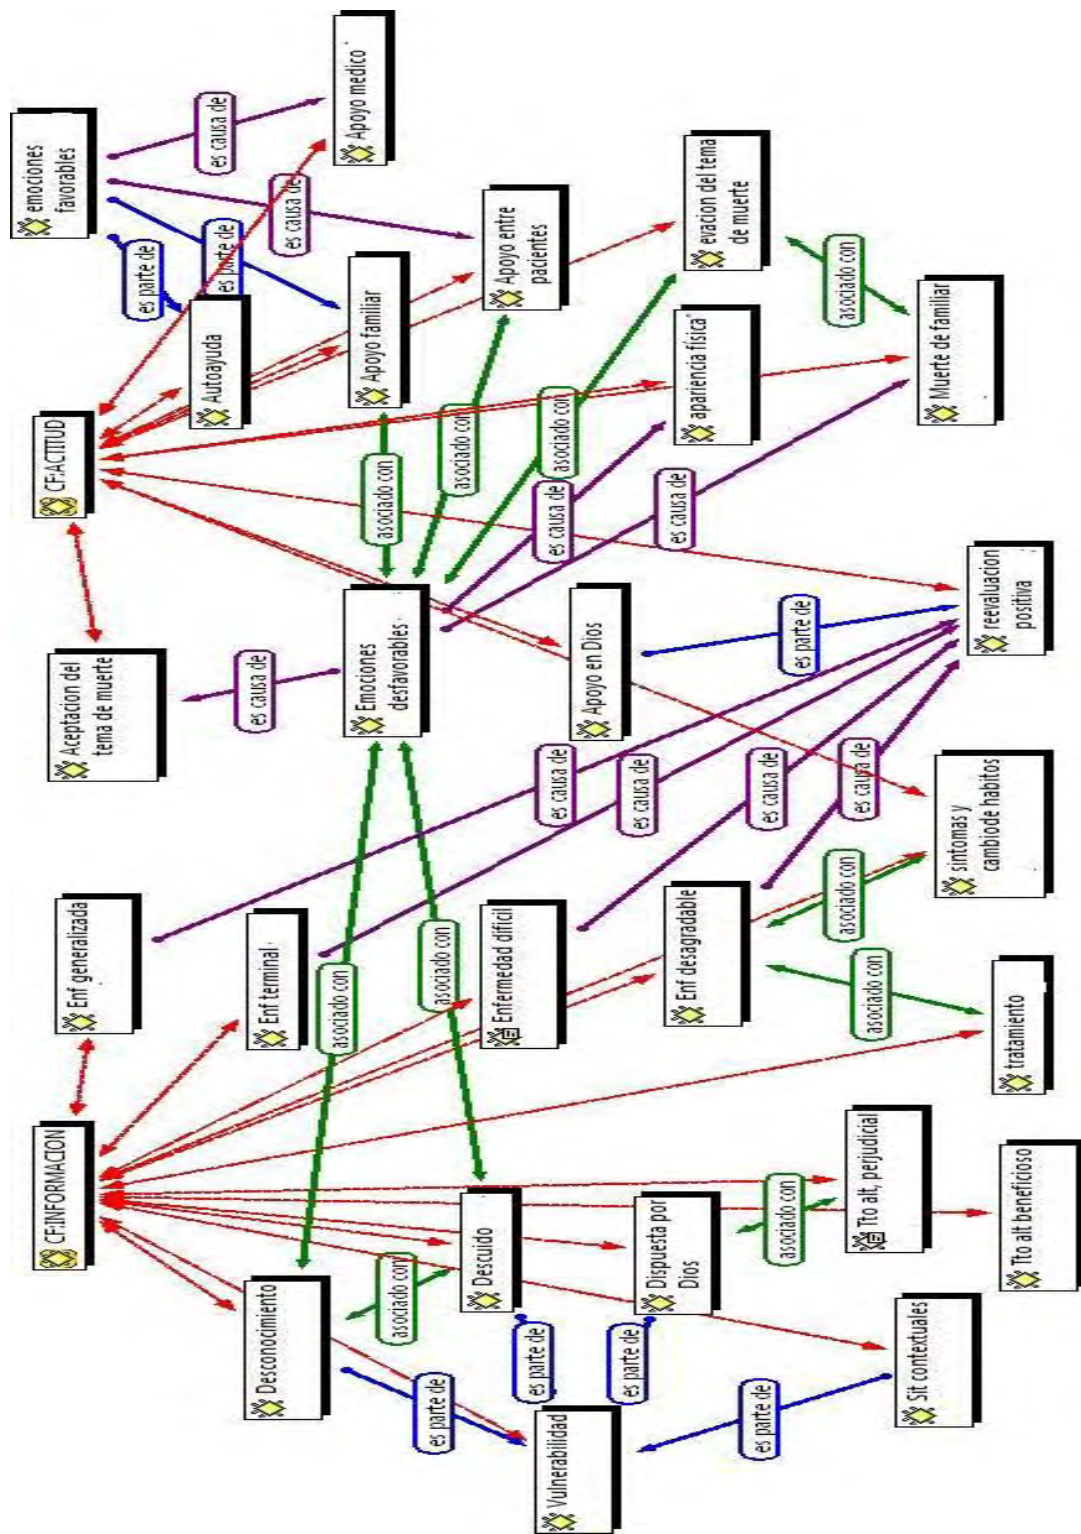 CF:INFORMACION
CF:ACTITUD
emociones
favorables
Aceptacion del
tema de muerte
Enf generalizada
es parte de
Autoayuda
es parte de
es causa de
es causa de
Desconocimiento
Enf terminal
es causa de
asociado con
Apoyo medico
Emociones
desfavorables
Apoyo familiar
asociado con
asociado con
es parte de
asociado con
asociado con
Descuido
Enfermedad dificil
Apoyo entre
pacientes
es parte de
Vulnerabilidad
es causa de
es causa de
asociado con
Apoyo en Dios
es parte de
es causa de
es causa de
Dispuesta por
Dios
Enf desagradable
apariencia física
evacion del tema
de muerte
es parte de
asociado con
es causa de
es parte de
asociado con
es causa de
asociado con
Tto alt, perjudicial
asociado con
Sit contextuales
Muerte de familiar
sintomas y
cambiode habitos
reevaluacion
positiva
tratamiento
Tto alt beneficioso